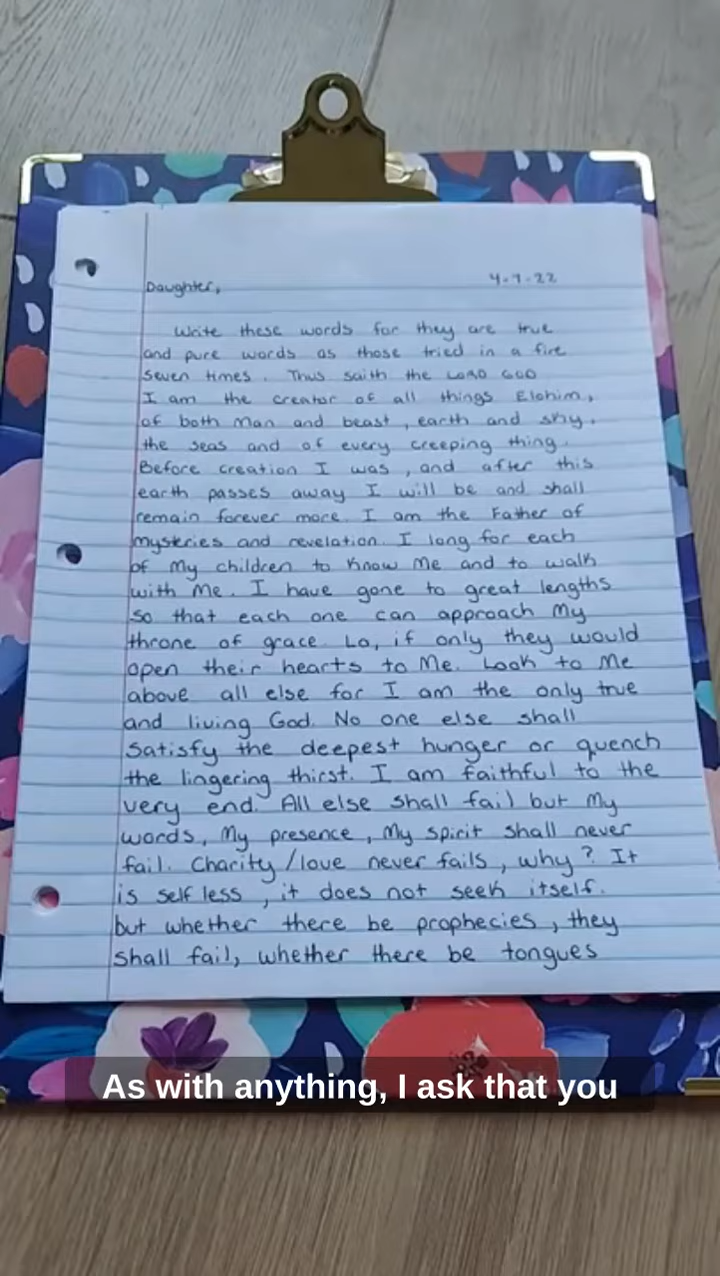 4-7-22
Daughter,
Write these words for they are true
and pure words as those tried in a fire
seven times. Thus saith the LORD GOD
I am the creator of all things Elohim,
of both man and beast, earth and sky,
the seas and of every creeping thing.
Before creation I was, and after this
earth passes away I will be and shall
remain forever more. I am the Father of
mysteries and revelation. I long for each
of My children to know Me and to walk
with Me. I have gone to great lengths
so that each one can approach My
throne of grace. Lo, if only they would
open their hearts to Me. Look to Me
above all else for I am the only true
and living God. No one else shall
satisfy the deepest hunger or quench
the lingering thirst. I am faithful to the
very end. All else shall fail but My
words, My presence, My spirit shall never
fail. Charity/love never fails, why? It
is selfless, it does not seek itself.
but whether there be prophecies, they
shall fail, whether there be tongues
As with anything, I ask that you